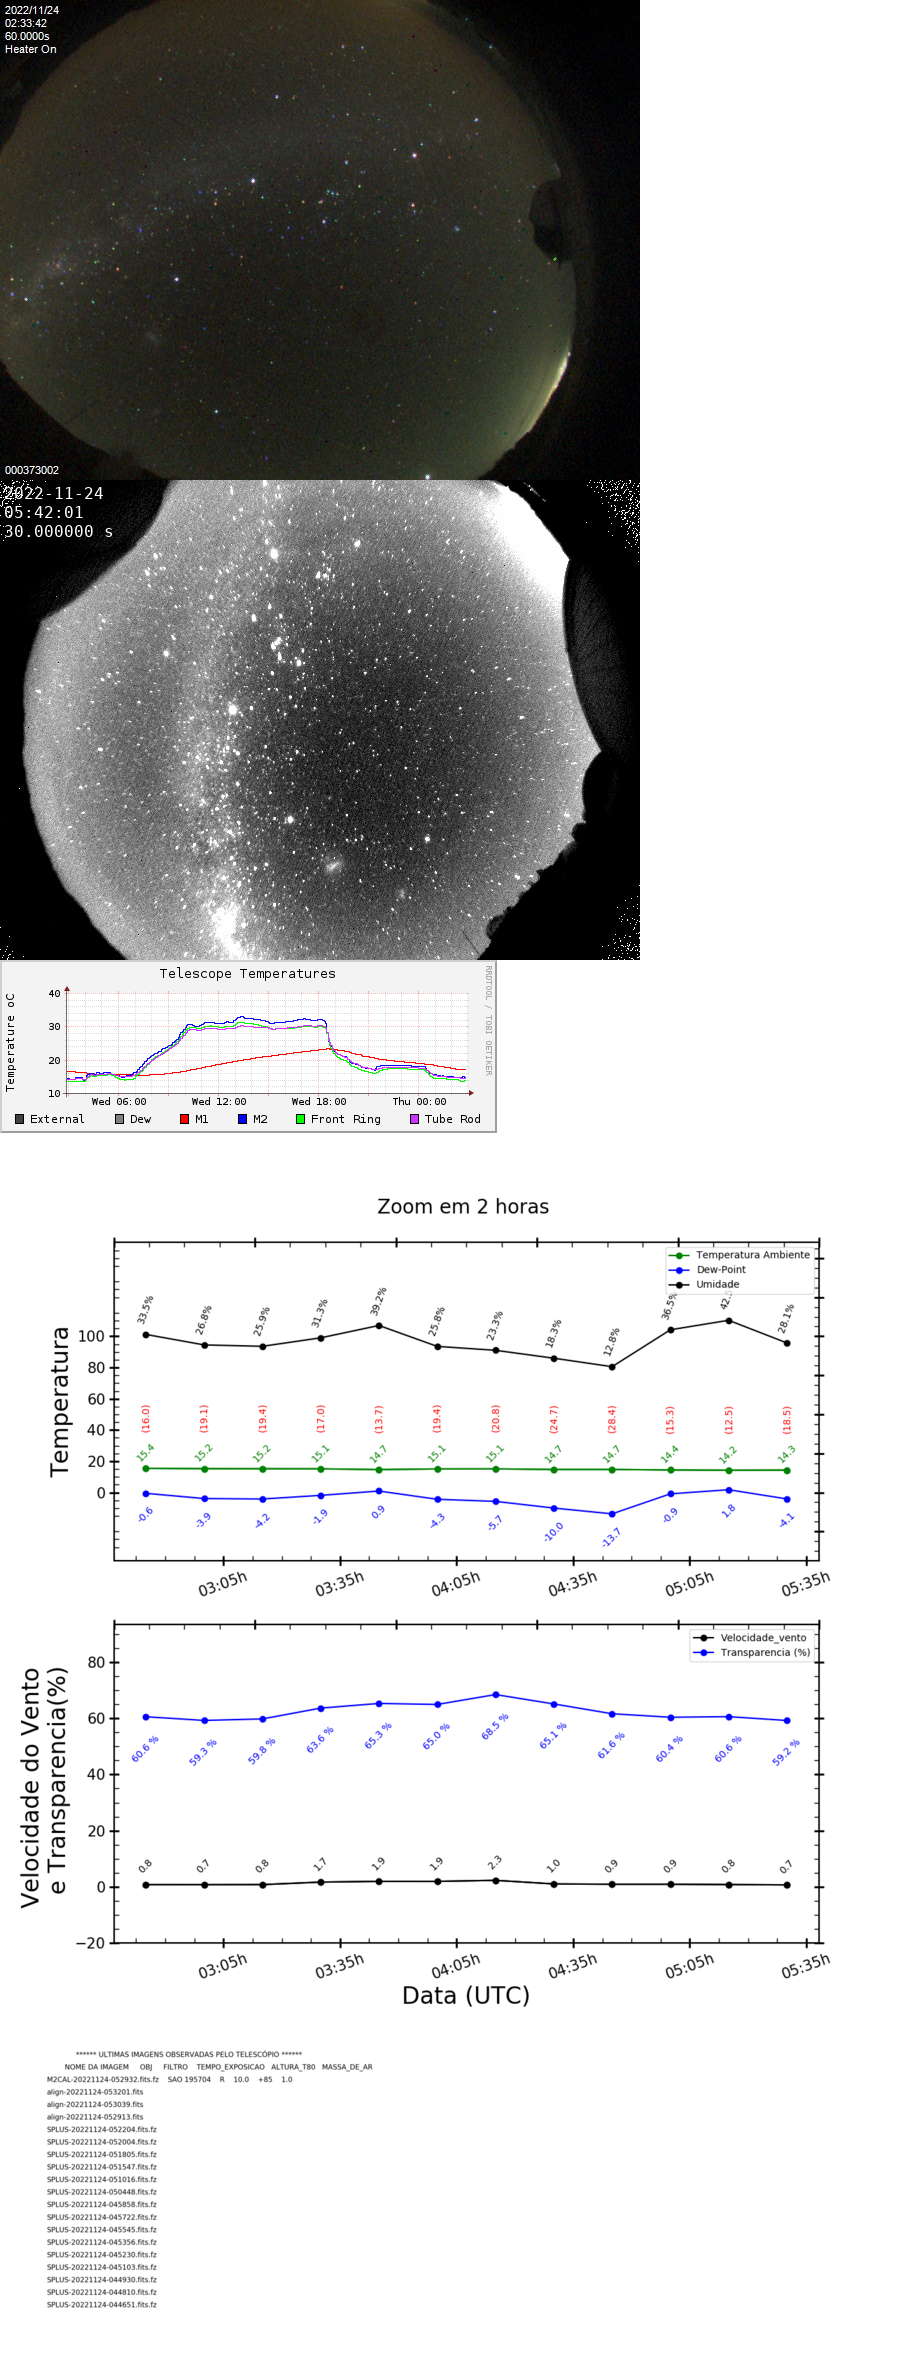 2022/11/24
02:33:42
60.0000s
Heater On
000373002
2022-11-24
05:42:01
30.000000 s
Telescope Temperatures
RRDTOOL / TOBI OETIKER
Temperature oC
40
30
20
10
Wed 06:00 Wed 12:00 Wed 18:00 Thu 00:00
External Dew M1 M2 Front Ring Tube Rod
Zoom em 2 horas
Temperatura Ambiente
Dew-Point
Umidade
33.5% 26.8% 25.9% 31.3% 39.2% 25.8% 23.3% 18.3% 12.8% 36.5% 28.1%
Temperatura
100
80
60
40
20
0
(16.0) (19.1) (19.4) (17.0) (13.7) (19.4) (20.8) (24.7) (28.4) (15.3) (12.5) (18.5)
15.4 15.2 15.2 15.1 14.7 15.1 15.1 14.7 14.7 14.4 14.2 14.3
-0.6 -3.9 -4.2 -1.9 0.9 -4.3 -5.7 -10.0 -13.7 -0.9 1.8 -4.1
03:05h 03:35h 04:05h 04:35h 05:05h 05:35h
Velocidade_vento
Transparencia (%)
Velocidade do Vento
e Transparencia(%)
80
60
40
20
0
−20
60.6 % 59.3 % 59.8 % 63.6 % 65.3 % 65.0 % 68.5 % 65.1 % 61.6 % 60.4 % 60.6 % 59.2 %
0.8 0.7 0.8 1.7 1.9 1.9 2.3 1.0 0.9 0.9 0.8 0.7
03:05h 03:35h 04:05h 04:35h 05:05h 05:35h
Data (UTC)
****** ULTIMAS IMAGENS OBSERVADAS PELO TELESCÓPIO ******
NOME DA IMAGEM OBJ FILTRO TEMPO_EXPOSICAO ALTURA_T80 MASSA_DE_AR
M2CAL-20221124-052932.fits.fz SAO 195704 R 10.0 +85 1.0
align-20221124-053201.fits
align-20221124-053039.fits
align-20221124-052913.fits
SPLUS-20221124-052204.fits.fz
SPLUS-20221124-052004.fits.fz
SPLUS-20221124-051805.fits.fz
SPLUS-20221124-051547.fits.fz
SPLUS-20221124-051016.fits.fz
SPLUS-20221124-050448.fits.fz
SPLUS-20221124-045858.fits.fz
SPLUS-20221124-045722.fits.fz
SPLUS-20221124-045545.fits.fz
SPLUS-20221124-045356.fits.fz
SPLUS-20221124-045230.fits.fz
SPLUS-20221124-045103.fits.fz
SPLUS-20221124-044930.fits.fz
SPLUS-20221124-044810.fits.fz
SPLUS-20221124-044651.fits.fz